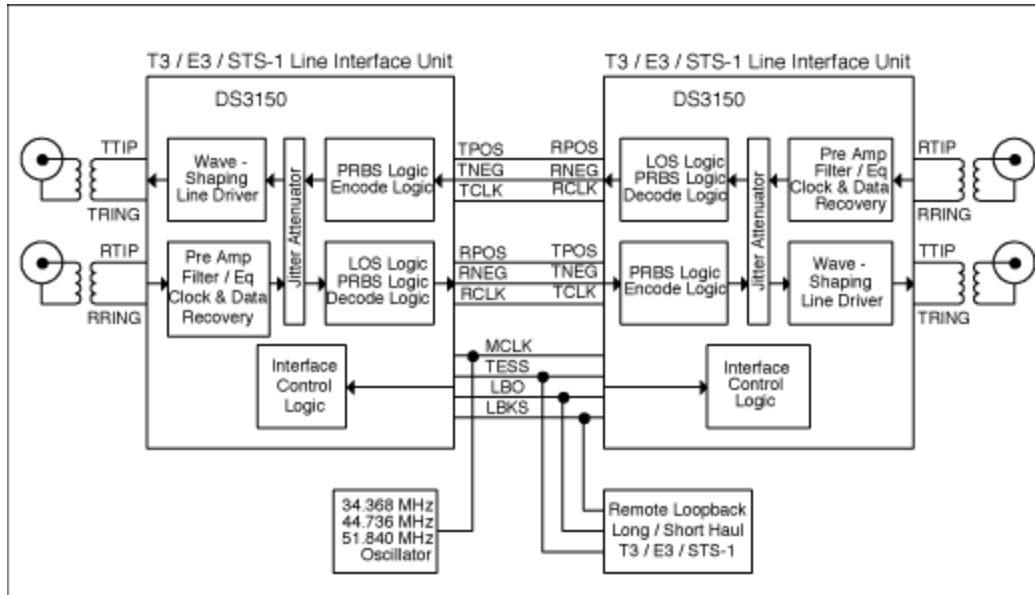 T3 / E3 / STS-1 Line Interface Unit
DS3150
TTIP
TRING
RTIP
RRING
Wave -
Shaping
Line Driver
Jitter Attenuator
PRBS Logic
Encode Logic
Pre Amp
Filter / Eq
Clock & Data
Recovery
LOS Logic
PRBS Logic
Decode Logic
Interface
Control
Logic
TPOS RPOS
TNEG RNEG
TCLK RCLK
RPOS TPOS
RNEG TNEG
RCLK TCLK
MCLK
TESS
LBO
LBKS
T3 / E3 / STS-1 Line Interface Unit
DS3150
LOS Logic
PRBS Logic
Decode Logic
Jitter Attenuator
Pre Amp
Filter / Eq
Clock & Data
Recovery
PRBS Logic
Encode Logic
Wave -
Shaping
Line Driver
Interface
Control
Logic
RTIP
RRING
TTIP
TRING
34.368 MHz
44.736 MHz
51.840 MHz
Oscillator
Remote Loopback
Long / Short Haul
T3 / E3 / STS-1